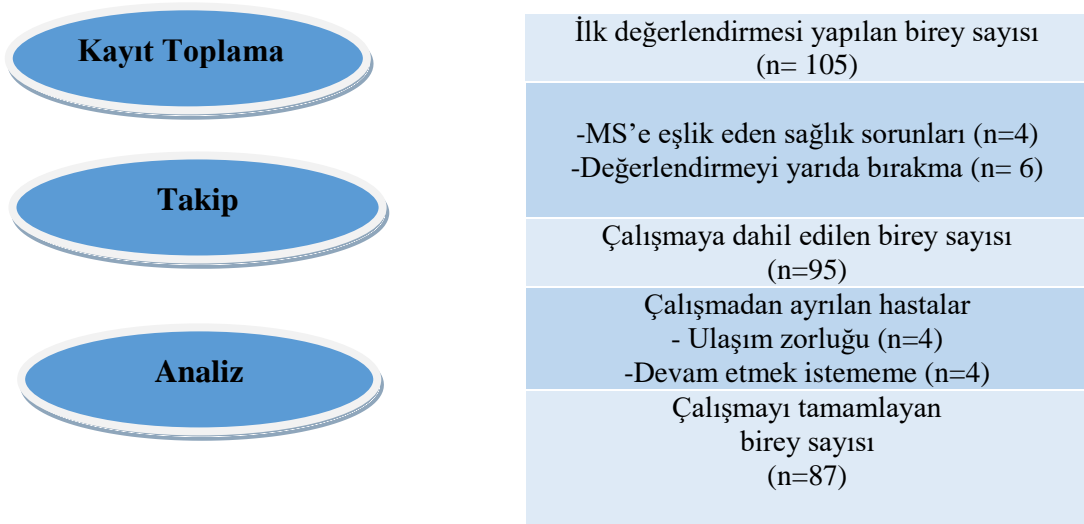 Kayıt Toplama
Takip
Analiz
İlk değerlendirmesi yapılan birey sayısı
(n= 105)
-MS’e eşlik eden sağlık sorunları (n=4)
-Değerlendirmeyi yarıda bırakma (n= 6)
Çalışmaya dahil edilen birey sayısı
(n=95)
Çalışmadan ayrılan hastalar
- Ulaşım zorluğu (n=4)
-Devam etmek istememe (n=4)
Çalışmayı tamamlayan
birey sayısı
(n=87)